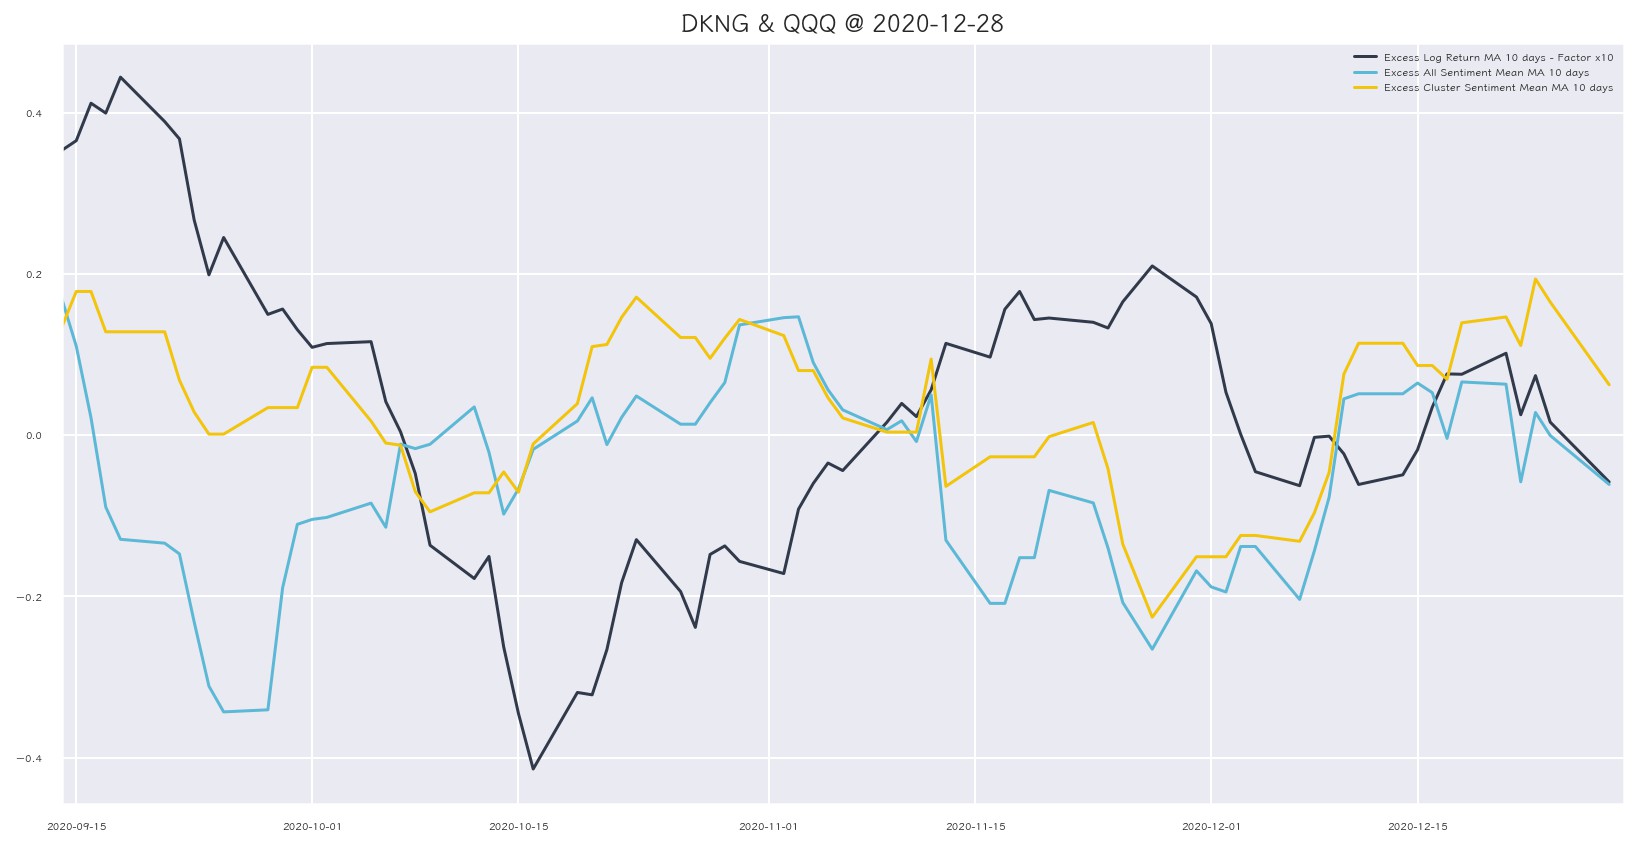 DKNG & QQQ @ 2020-12-28
Excess Log Return MA 10 days - Factor x10
Excess All Sentiment Mean MA 10 days
Excess Cluster Sentiment Mean MA 10 days
0.4
0.2
0.0
−0.2
−0.4
2020-09-15 2020-10-01 2020-10-15 2020-11-01 2020-11-15 2020-12-01 2020-12-15